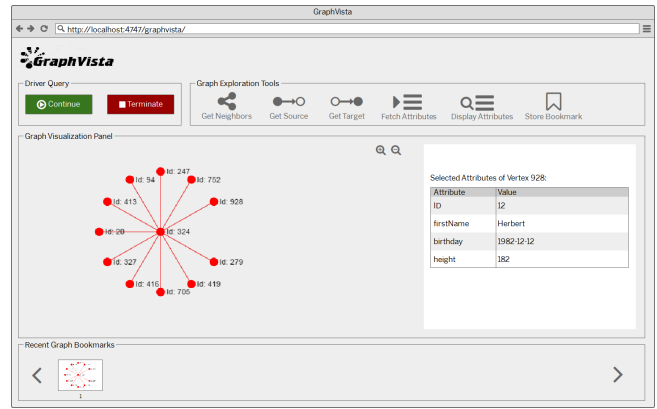 GraphVista
http://localhost:4747/graphvista/
GraphVista
Driver Query
Continue
Terminate
Graph Exploration Tools
Get Neighbors
Get Source
Get Target
Fetch Attributes
Display Attributes
Store Bookmark
Graph Visualization Panel
Id: 247
Id: 94
Id: 752
Id: 413
Id: 928
Id: 20
Id: 324
Id: 327
Id: 279
Id: 416
Id: 419
Id: 705
Selected Attributes of Vertex 928:
Attribute Value
ID 12
firstName Herbert
birthday 1982-12-12
height 182
Recent Graph Bookmarks
1